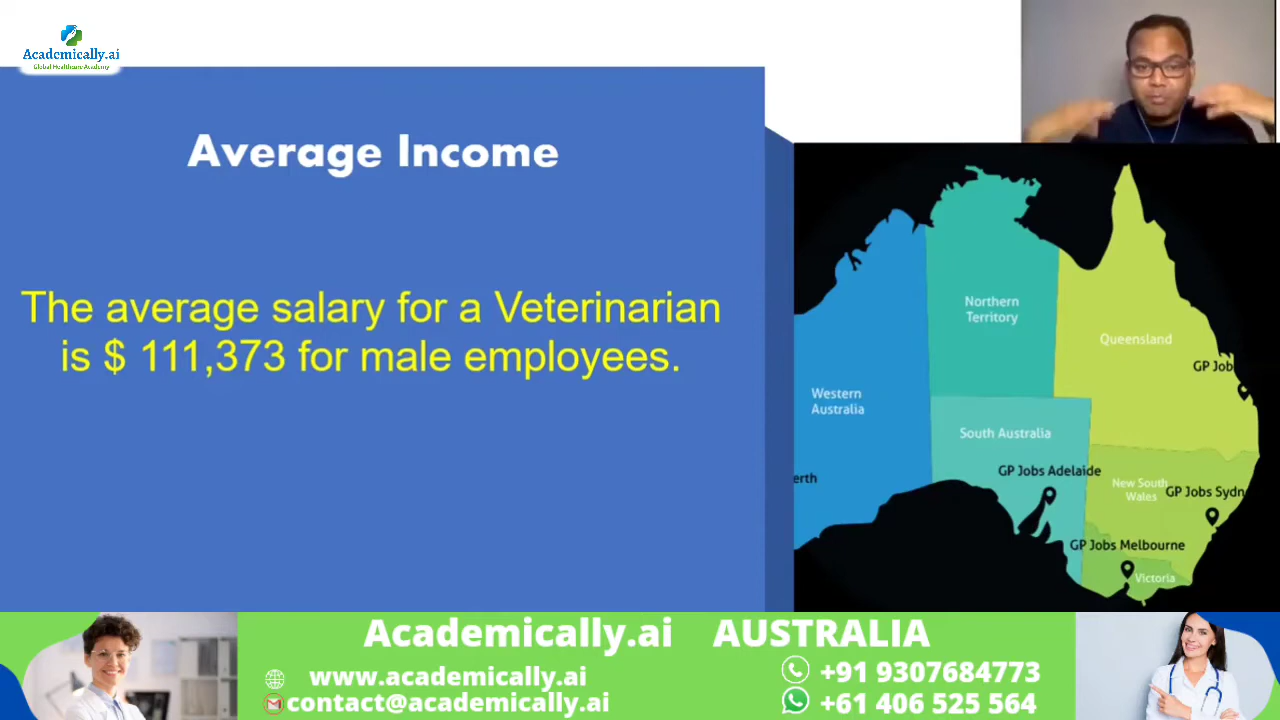 Academically.ai
Global Healthcare Academy
Average Income
The average salary for a Veterinarian
is $ 111,373 for male employees.
Northern
Territory
Queensland
GP Job
Western
Australia
South Australia
GP Jobs Adelaide
erth
New South
Wales
GP Jobs Sydn
GP Jobs Melbourne
Victoria
Academically.ai AUSTRALIA
www.academically.ai
+91 9307684773
contact@academically.ai
+61 406 525 564